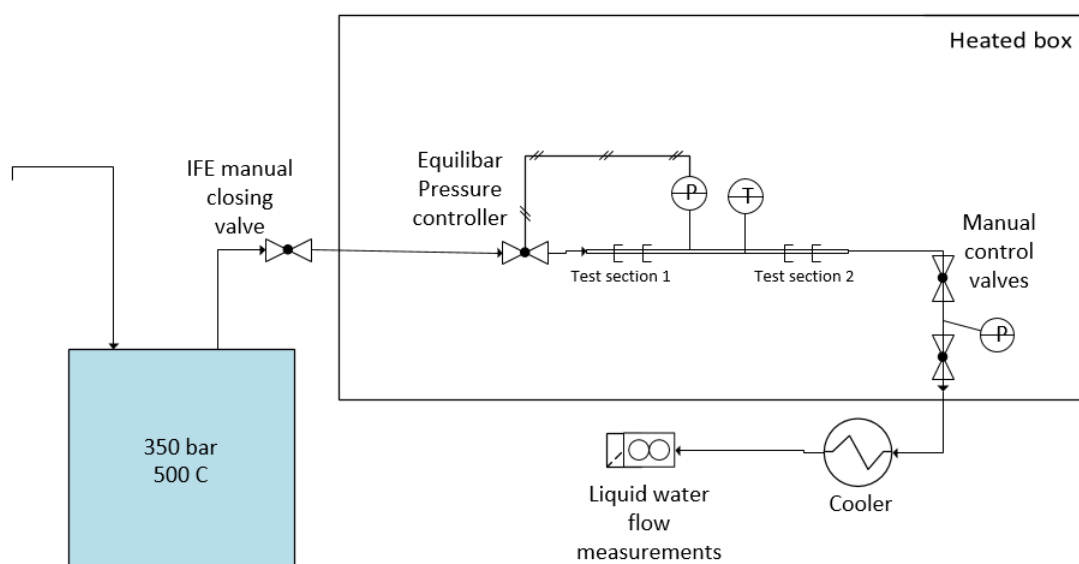 Heated box
IFE manual
closing
valve
Equilibar
Pressure
controller
P
T
Manual
control
valves
Test section 1
Test section 2
P
350 bar
500 C
Liquid water
flow
measurements
Cooler